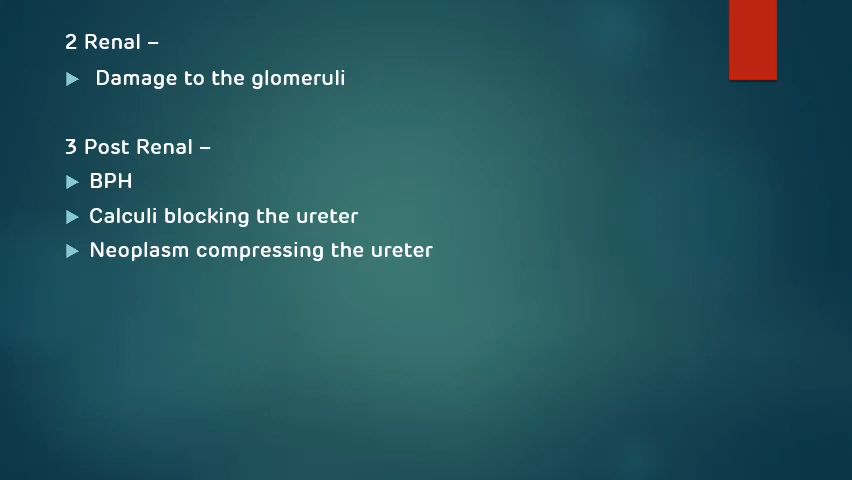 2 Renal –
Damage to the glomeruli
3 Post Renal –
BPH
Calculi blocking the ureter
Neoplasm compressing the ureter